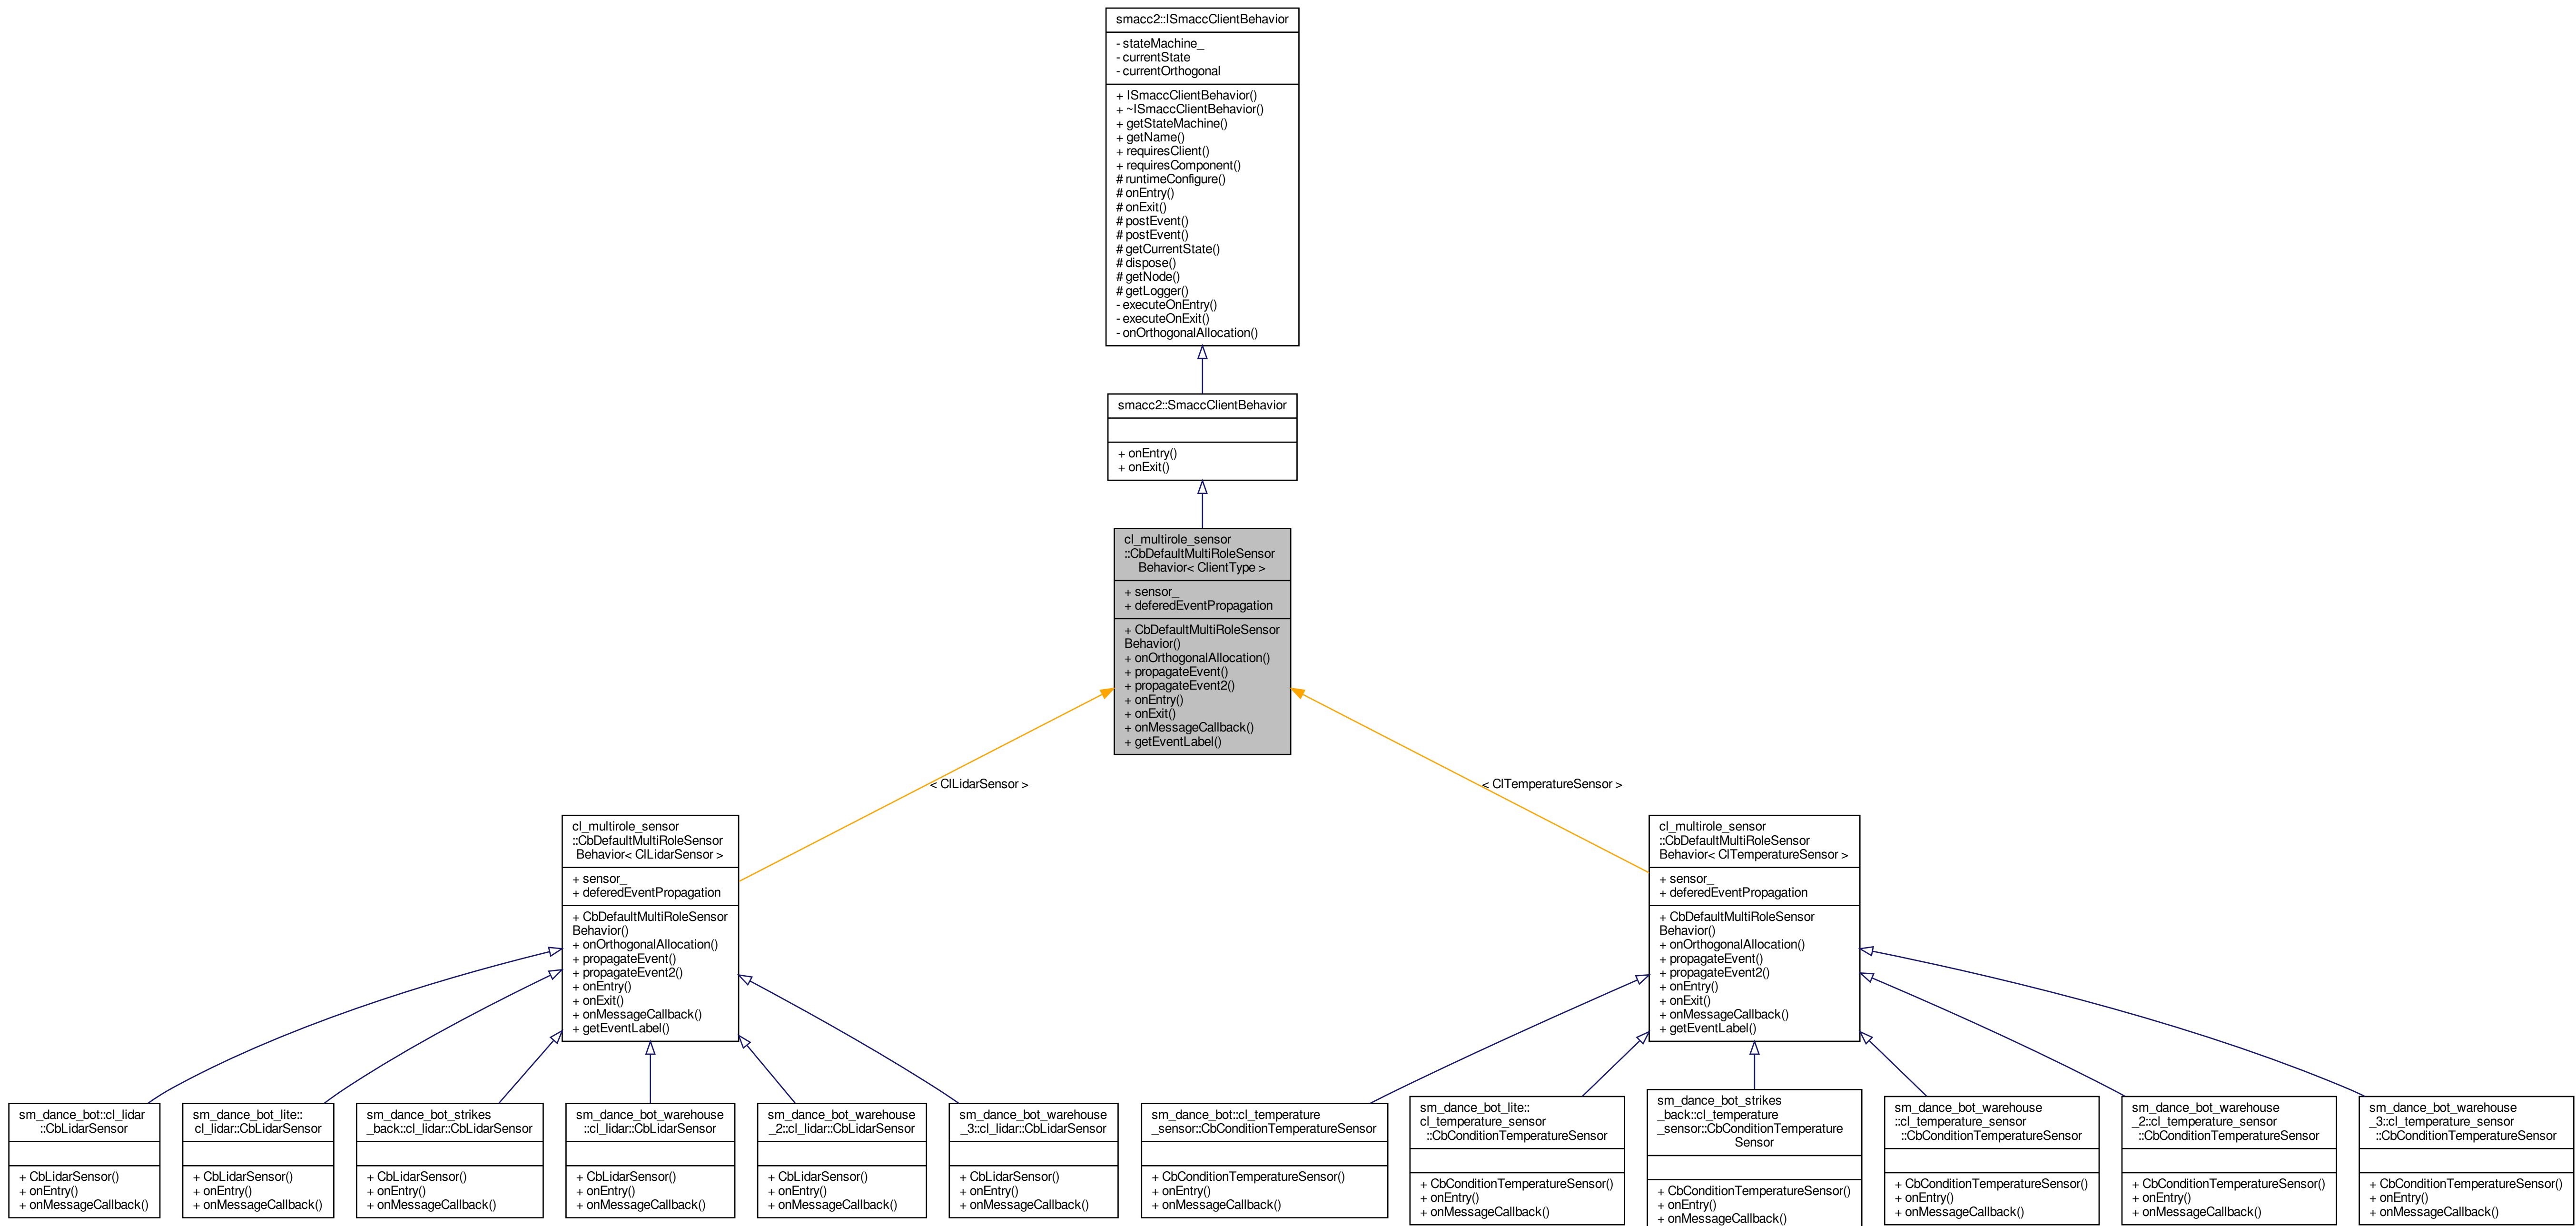 smacc2::ISmaccClientBehavior
- stateMachine_
- currentState
- currentOrthogonal
+ ISmaccClientBehavior()
+ ~ISmaccClientBehavior()
+ getStateMachine()
+ getName()
+ requiresClient()
+ requiresComponent()
# runtimeConfigure()
# onEntry()
# onExit()
# postEvent()
# postEvent()
# getCurrentState()
# dispose()
# getNode()
# getLogger()
- executeOnEntry()
- executeOnExit()
- onOrthogonalAllocation()
smacc2::SmaccClientBehavior
+ onEntry()
+ onExit()
cl_multirole_sensor
::CbDefaultMultiRoleSensor
Behavior< ClientType >
+ sensor_
+ deferedEventPropagation
+ CbDefaultMultiRoleSensor
Behavior()
+ onOrthogonalAllocation()
+ propagateEvent()
+ propagateEvent2()
+ onEntry()
+ onExit()
+ onMessageCallback()
+ getEventLabel()
< ClLidarSensor >
< ClTemperatureSensor >
cl_multirole_sensor
::CbDefaultMultiRoleSensor
Behavior< ClLidarSensor >
+ sensor_
+ deferedEventPropagation
+ CbDefaultMultiRoleSensor
Behavior()
+ onOrthogonalAllocation()
+ propagateEvent()
+ propagateEvent2()
+ onEntry()
+ onExit()
+ onMessageCallback()
+ getEventLabel()
cl_multirole_sensor
::CbDefaultMultiRoleSensor
Behavior< ClTemperatureSensor >
+ sensor_
+ deferedEventPropagation
+ CbDefaultMultiRoleSensor
Behavior()
+ onOrthogonalAllocation()
+ propagateEvent()
+ propagateEvent2()
+ onEntry()
+ onExit()
+ onMessageCallback()
+ getEventLabel()
sm_dance_bot::cl_lidar
::CbLidarSensor
+ CbLidarSensor()
+ onEntry()
+ onMessageCallback()
sm_dance_bot_lite::
cl_lidar::CbLidarSensor
+ CbLidarSensor()
+ onEntry()
+ onMessageCallback()
sm_dance_bot_strikes
_back::cl_lidar::CbLidarSensor
+ CbLidarSensor()
+ onEntry()
+ onMessageCallback()
sm_dance_bot_warehouse
::cl_lidar::CbLidarSensor
+ CbLidarSensor()
+ onEntry()
+ onMessageCallback()
sm_dance_bot_warehouse
_2::cl_lidar::CbLidarSensor
+ CbLidarSensor()
+ onEntry()
+ onMessageCallback()
sm_dance_bot_warehouse
_3::cl_lidar::CbLidarSensor
+ CbLidarSensor()
+ onEntry()
+ onMessageCallback()
sm_dance_bot::cl_temperature
_sensor::CbConditionTemperatureSensor
+ CbConditionTemperatureSensor()
+ onEntry()
+ onMessageCallback()
sm_dance_bot_lite::
cl_temperature_sensor
::CbConditionTemperatureSensor
+ CbConditionTemperatureSensor()
+ onEntry()
+ onMessageCallback()
sm_dance_bot_strikes
_back::cl_temperature
_sensor::CbConditionTemperature
Sensor
+ CbConditionTemperatureSensor()
+ onEntry()
+ onMessageCallback()
sm_dance_bot_warehouse
::cl_temperature_sensor
::CbConditionTemperatureSensor
+ CbConditionTemperatureSensor()
+ onEntry()
+ onMessageCallback()
sm_dance_bot_warehouse
_2::cl_temperature_sensor
::CbConditionTemperatureSensor
+ CbConditionTemperatureSensor()
+ onEntry()
+ onMessageCallback()
sm_dance_bot_warehouse
_3::cl_temperature_sensor
::CbConditionTemperatureSensor
+ CbConditionTemperatureSensor()
+ onEntry()
+ onMessageCallback()